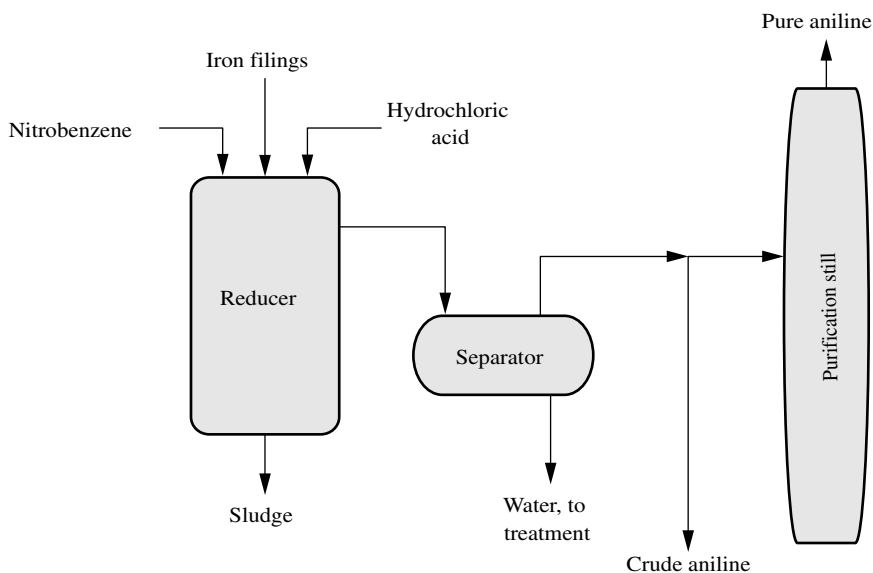 Pure aniline
Iron filings
Nitrobenzene
Hydrochloric
acid
Reducer
Separator
Purification still
Sludge
Water, to
treatment
Crude aniline